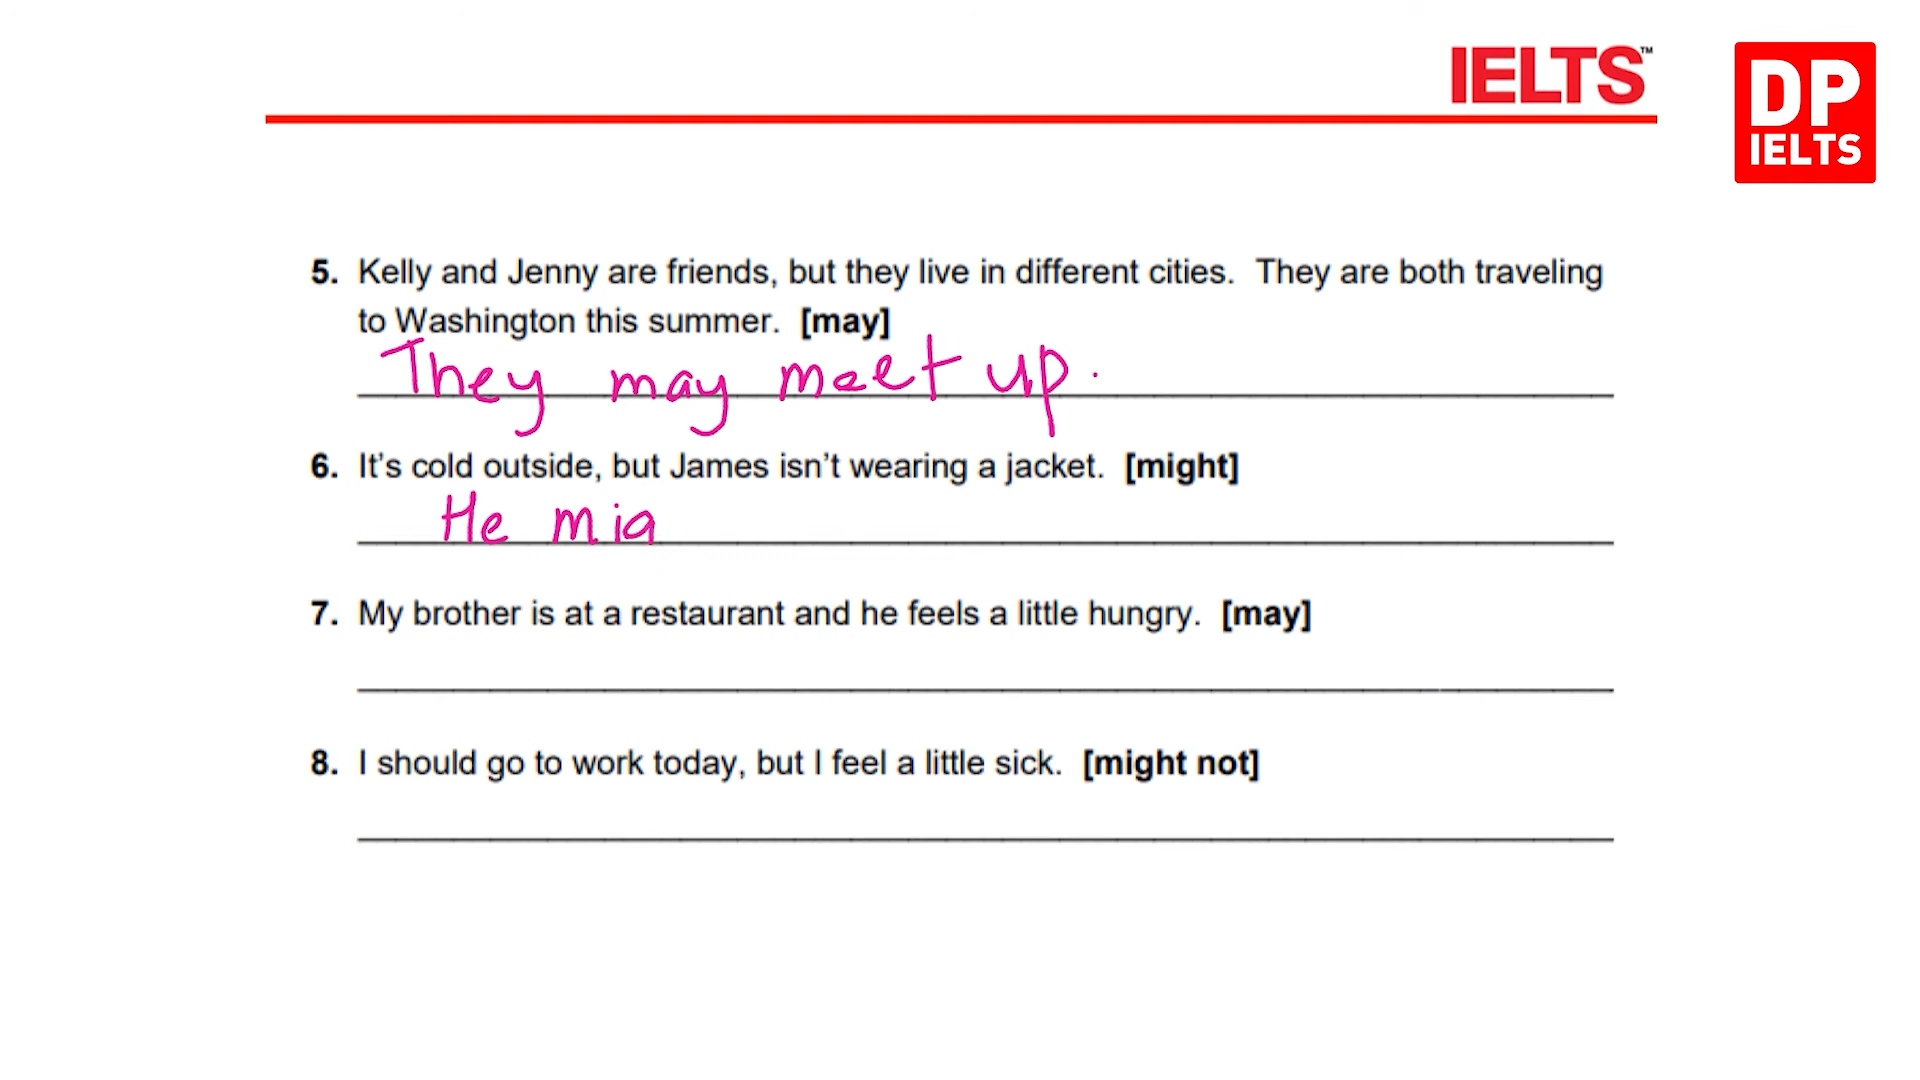 IELTS™
DP
IELTS
5. Kelly and Jenny are friends, but they live in different cities. They are both traveling
to Washington this summer. [may]
They may meet up.
6. It's cold outside, but James isn't wearing a jacket. [might]
He mig
7. My brother is at a restaurant and he feels a little hungry. [may]
8. I should go to work today, but I feel a little sick. [might not]